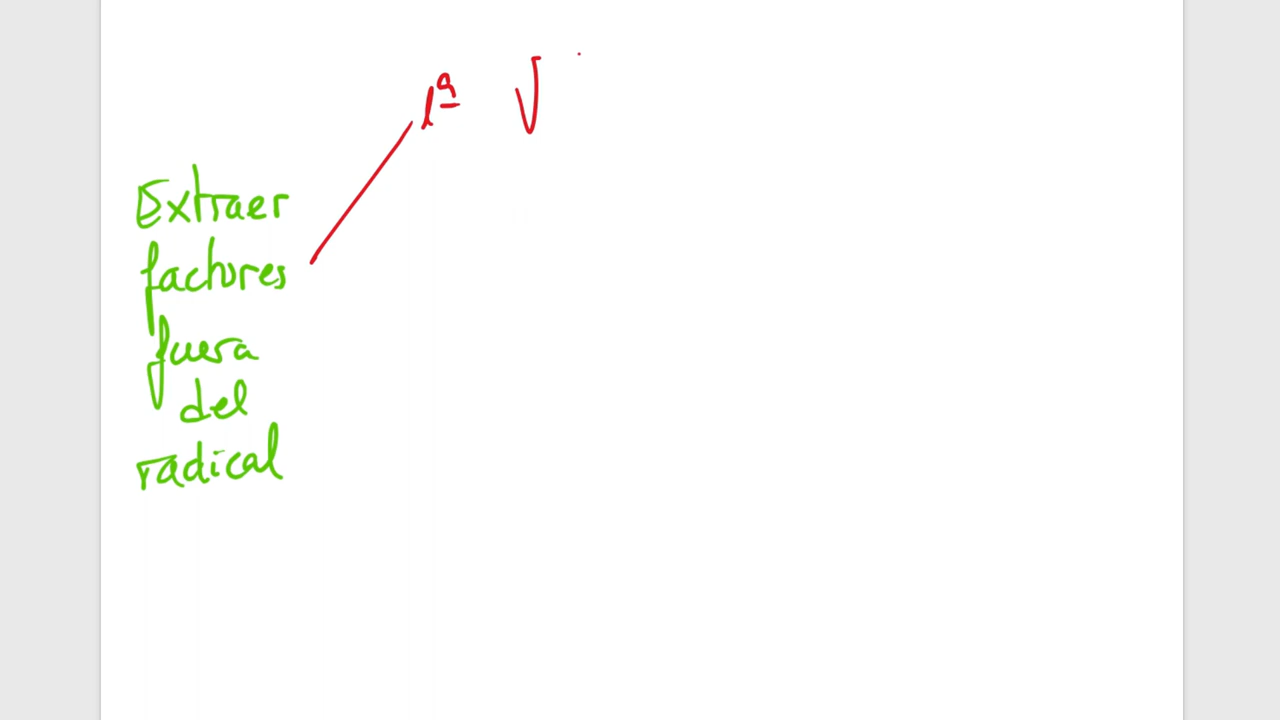 1ª √
Extraer
factores
fuera
del
radical